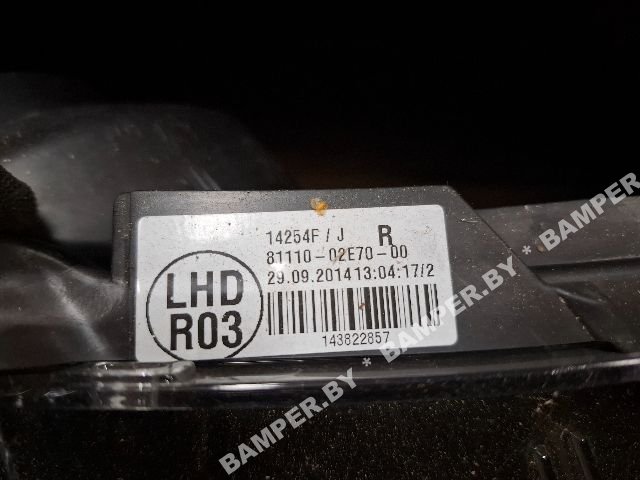 14254F / J R
81110-02E70-00
29.09.2014 13:04:17/2
LHD
R03
143822857
BAMPER.BY * BAMPER.BY * BAMPER.BY